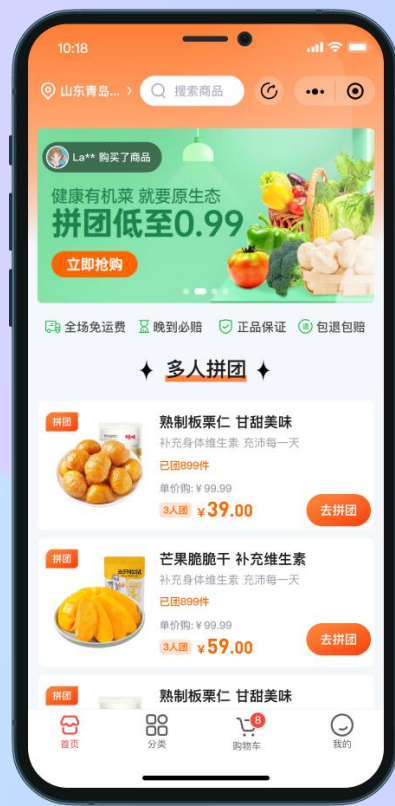 10:18
山东青岛...
搜索商品
La** 购买了商品
健康有机菜 就要原生态
拼团低至0.99
立即抢购
全场免运费 晚到必赔 正品保证 退 包退包赔
多人拼团
拼团
熟制板栗仁 甘甜美味
补充身体维生素 充沛每一天
已团899件
单价购: ¥99.99
3人团 ¥39.00
去拼团
拼团
芒果脆脆干 补充维生素
补充身体维生素 充沛每一天
已团899件
单价购: ¥99.99
3人团 ¥59.00
去拼团
拼团
熟制板栗仁 甘甜美味
8
首页 分类 购物车 我的